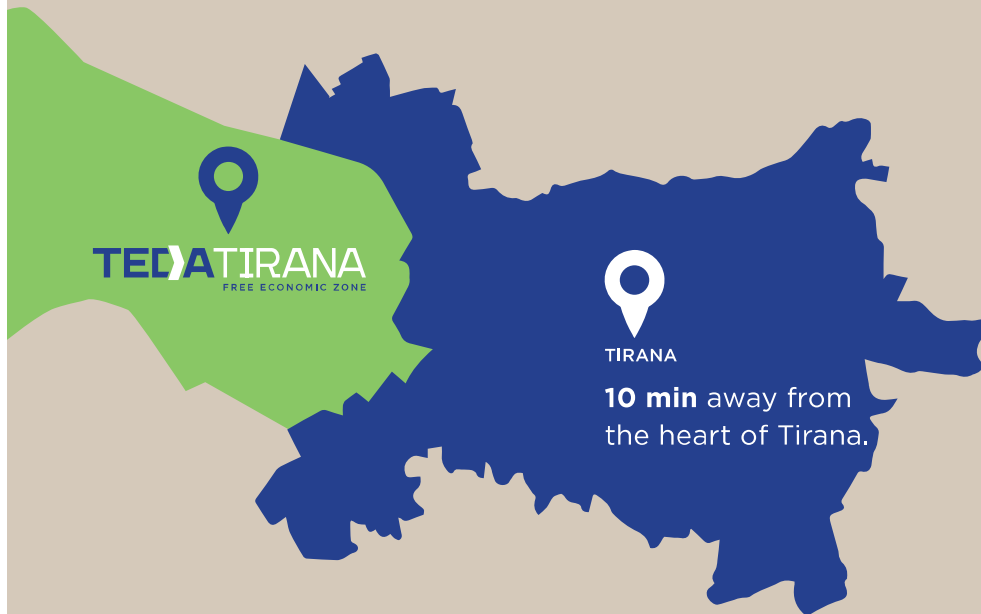 TEDATIRANA
FREE ECONOMIC ZONE
TIRANA
10 min away from
the heart of Tirana.